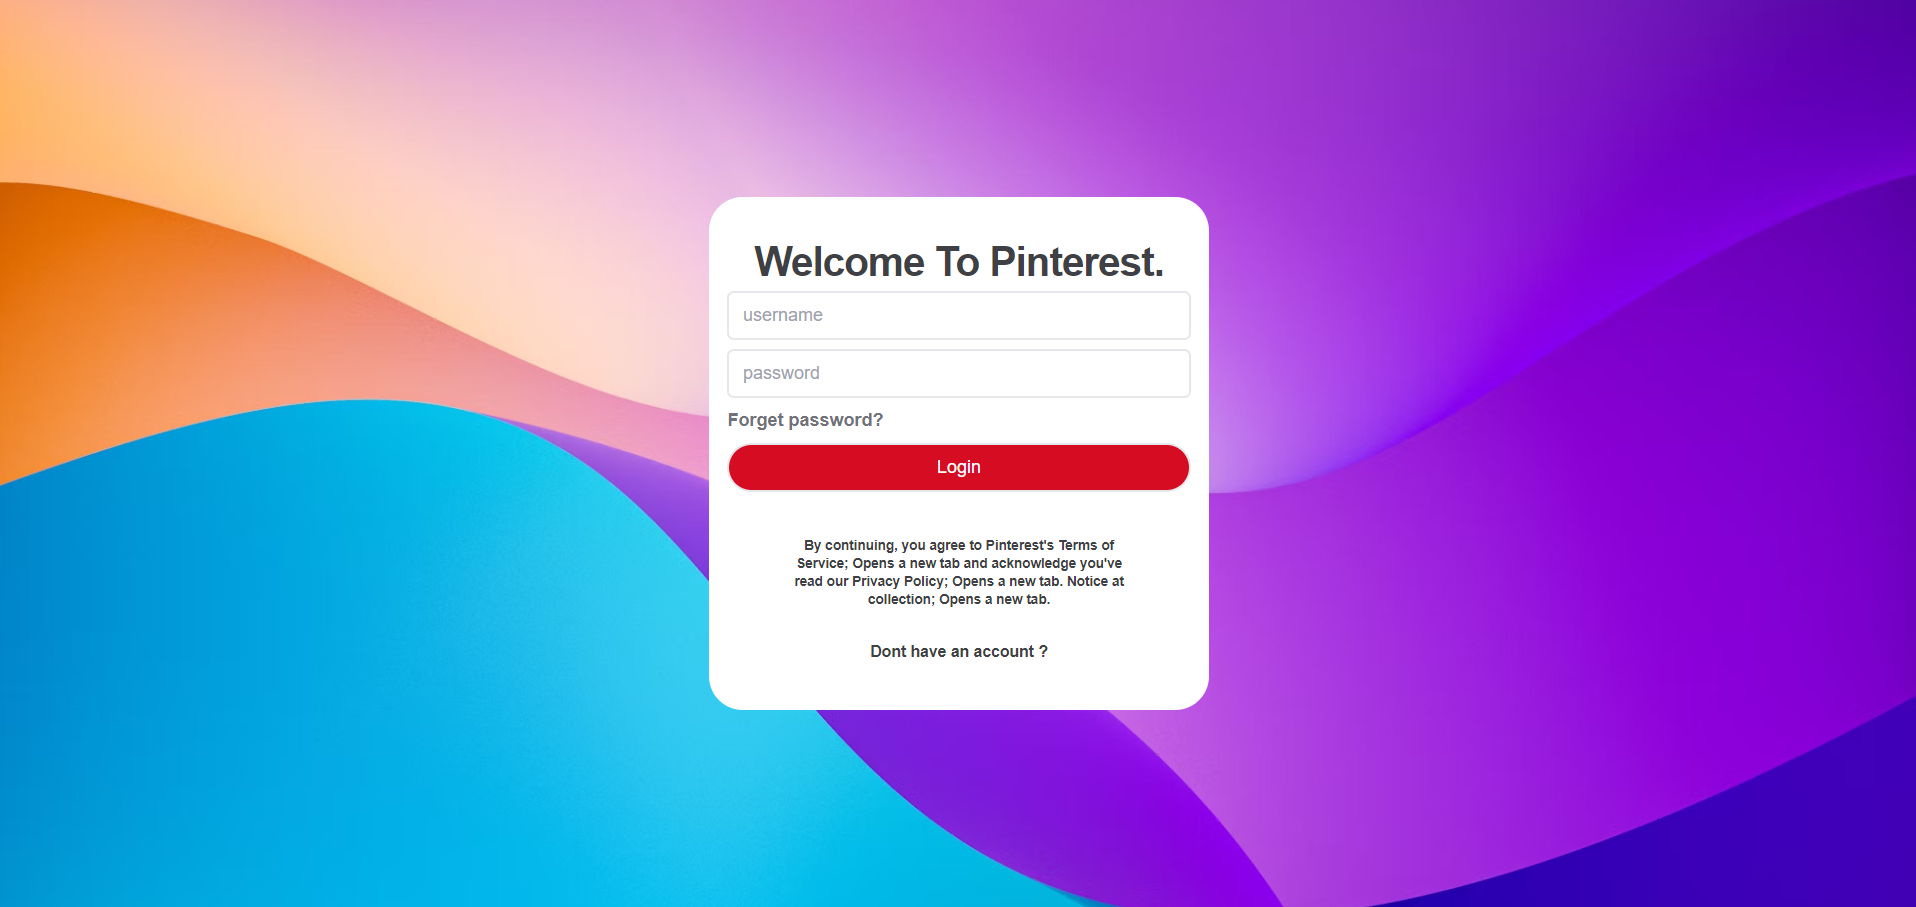 Welcome To Pinterest.
username
password
Forget password?
Login
By continuing, you agree to Pinterest's Terms of
Service; Opens a new tab and acknowledge you've
read our Privacy Policy; Opens a new tab. Notice at
collection; Opens a new tab.
Dont have an account ?